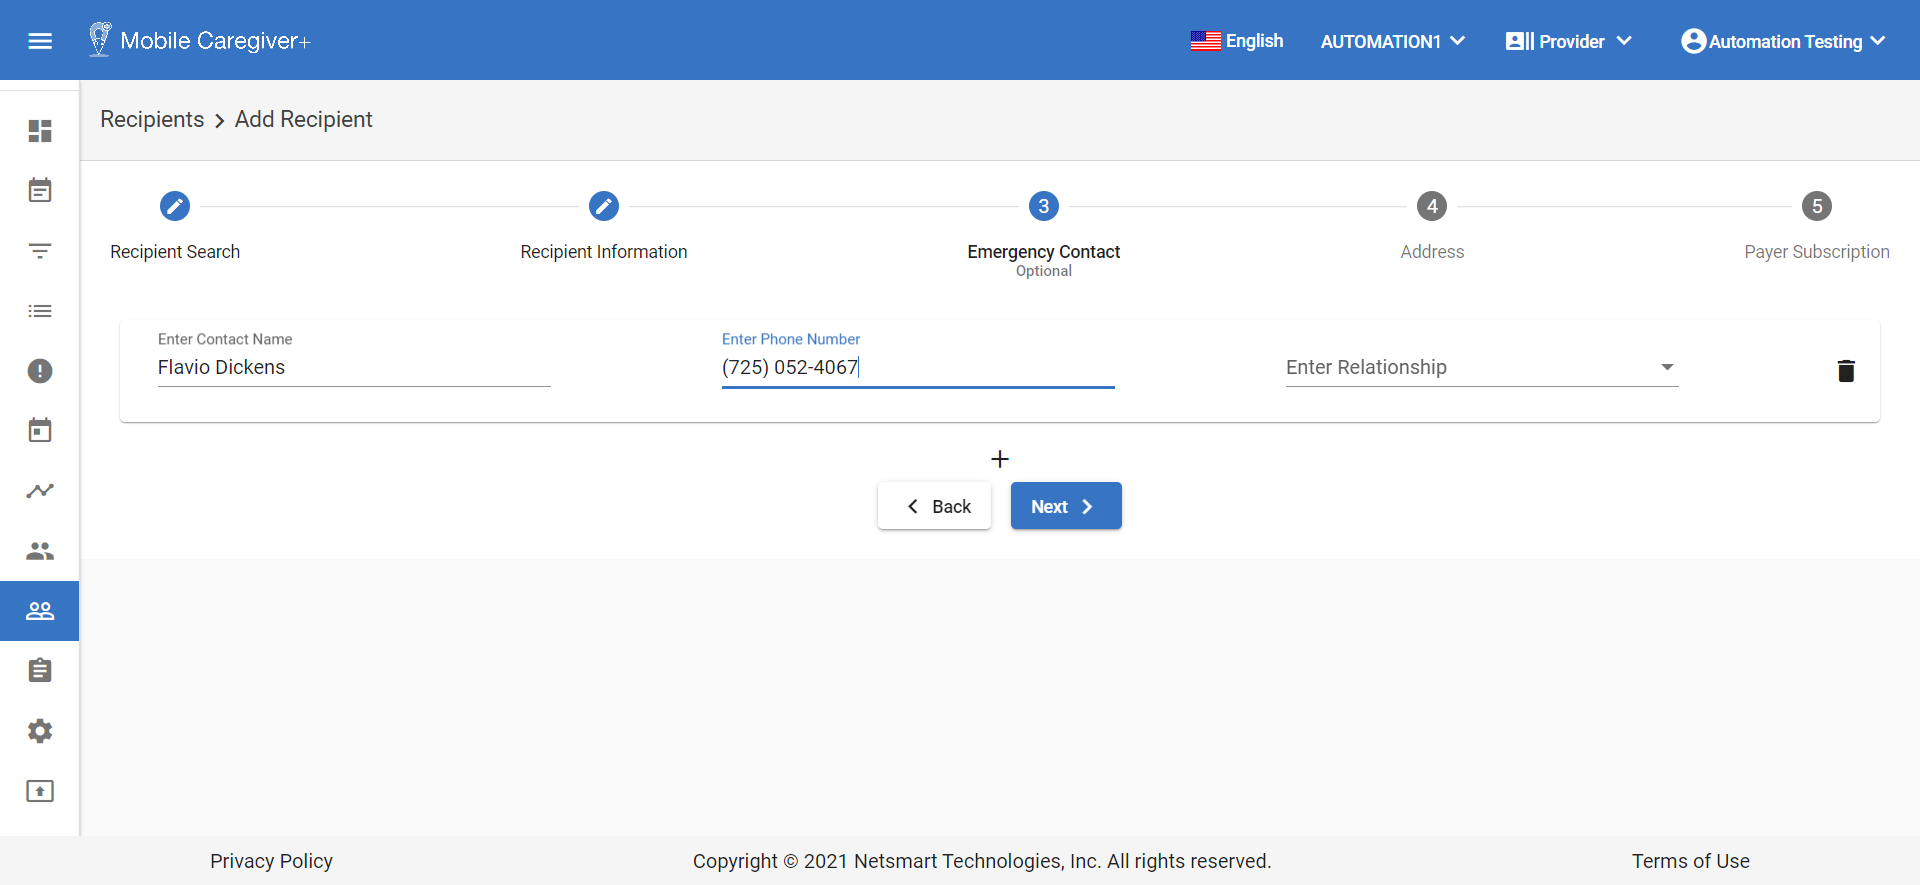 Mobile Caregiver+
English
AUTOMATION1
Provider
Automation Testing
Recipients > Add Recipient
3
4
5
Recipient Search
Recipient Information
Emergency Contact
Optional
Address
Payer Subscription
Enter Contact Name
Flavio Dickens
Enter Phone Number
(725) 052-4067
Enter Relationship
+
Back
Next
Privacy Policy
Copyright © 2021 Netsmart Technologies, Inc. All rights reserved.
Terms of Use